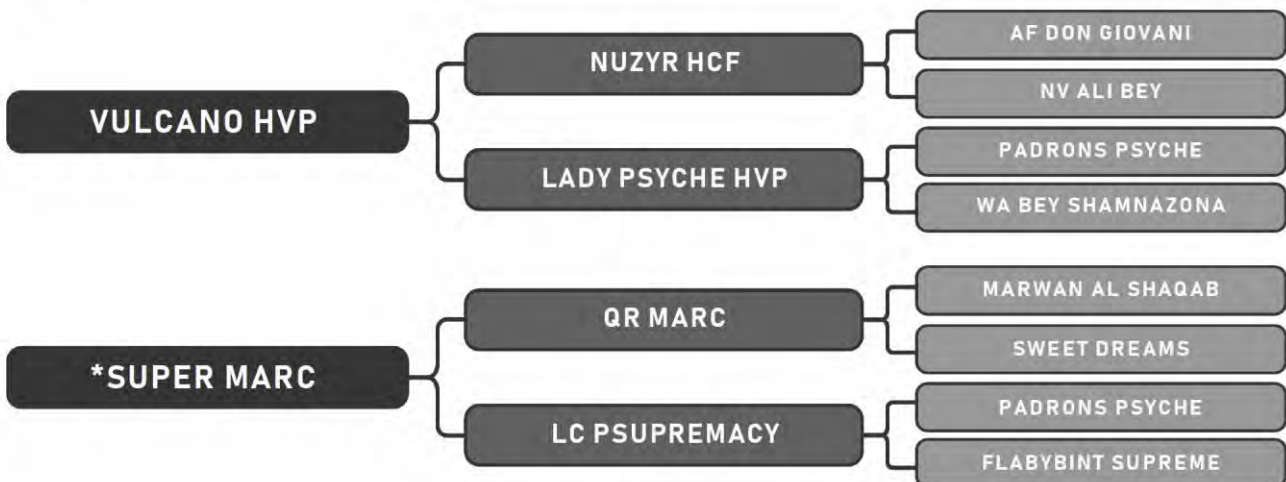 VULCANO HVP
NUZYR HCF
AF DON GIOVANI
NV ALI BEY
LADY PSYCHE HVP
PADRONS PSYCHE
WA BEY SHAMNAZONA
*SUPER MARC
QR MARC
MARWAN AL SHAQAB
SWEET DREAMS
LC PSUPREMACY
PADRONS PSYCHE
FLABYBINT SUPREME